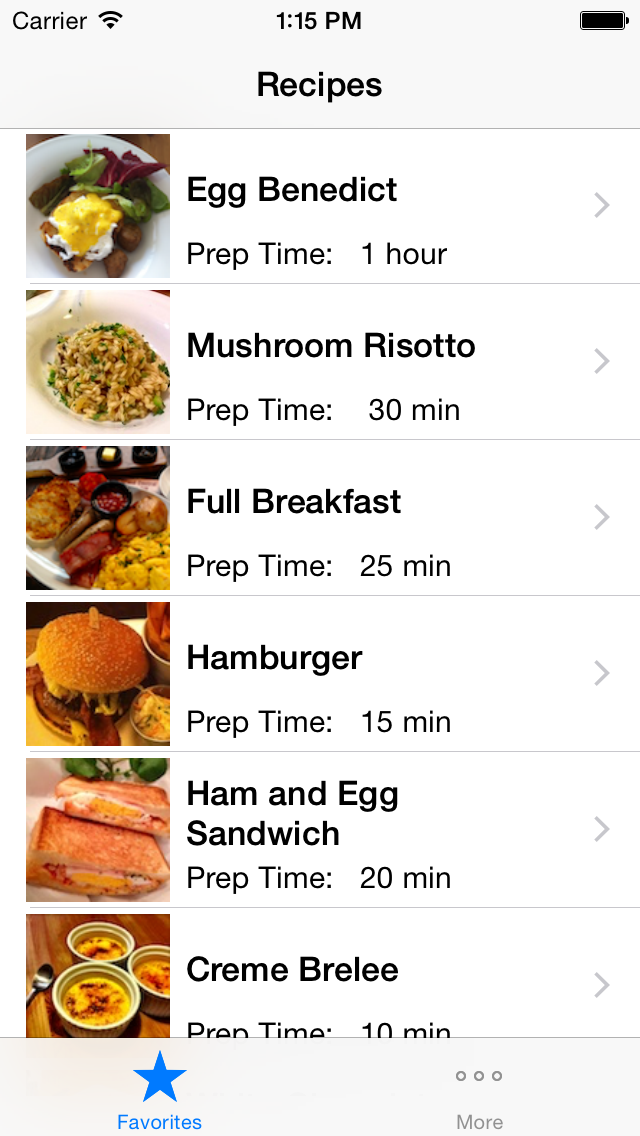 Carrier 1:15 PM
Recipes
Egg Benedict
Prep Time: 1 hour
Mushroom Risotto
Prep Time: 30 min
Full Breakfast
Prep Time: 25 min
Hamburger
Prep Time: 15 min
Ham and Egg
Sandwich
Prep Time: 20 min
Creme Brelee
Prep Time: 10 min
Favorites More